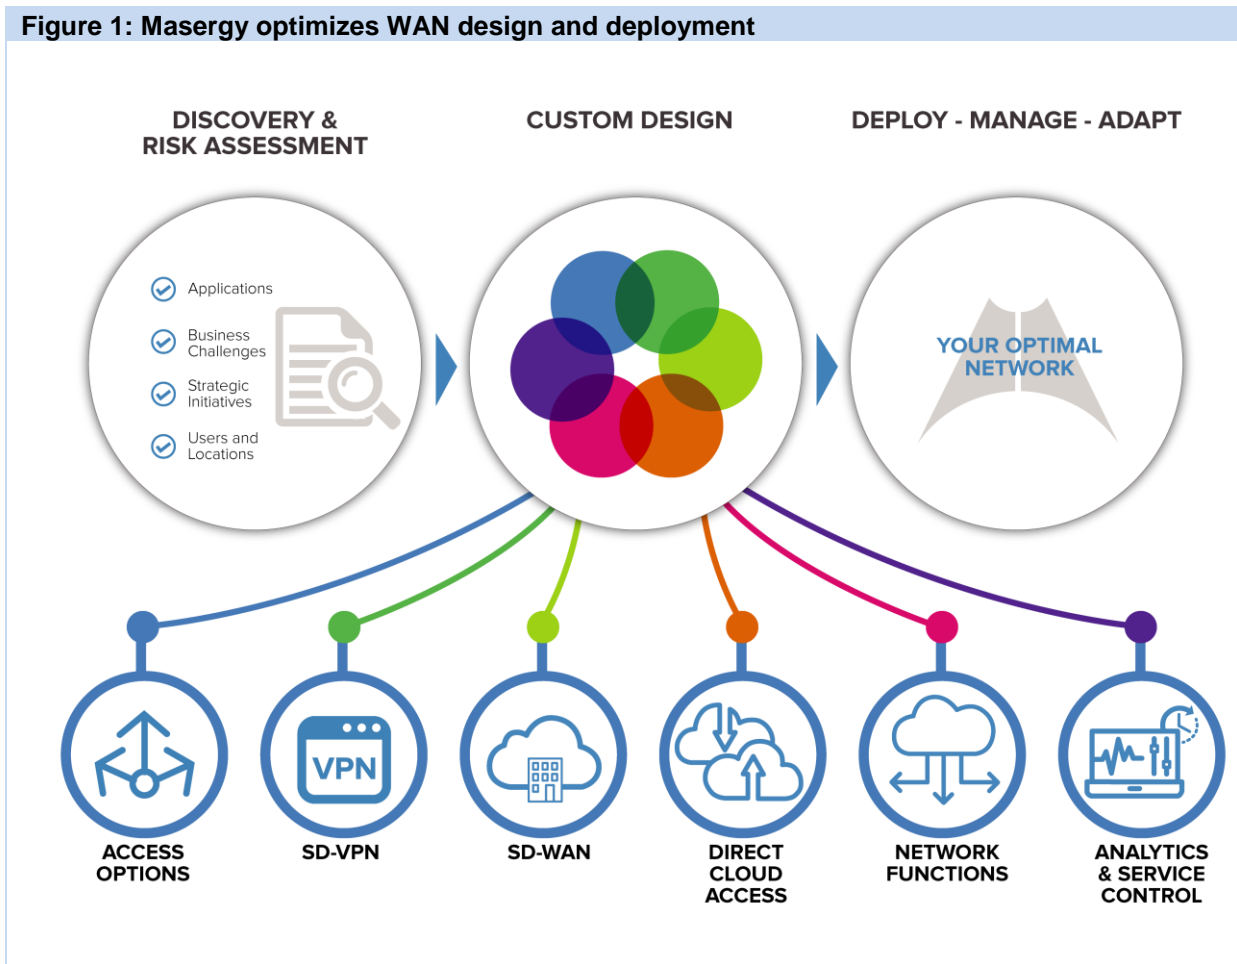 Figure 1: Masergy optimizes WAN design and deployment
DISCOVERY &
RISK ASSESSMENT
CUSTOM DESIGN
DEPLOY - MANAGE - ADAPT
Applications
Business
Challenges
Strategic
Initiatives
Users and
Locations
YOUR OPTIMAL
NETWORK
VPN
ACCESS
OPTIONS
SD-VPN
SD-WAN
DIRECT
CLOUD
ACCESS
NETWORK
FUNCTIONS
ANALYTICS
& SERVICE
CONTROL